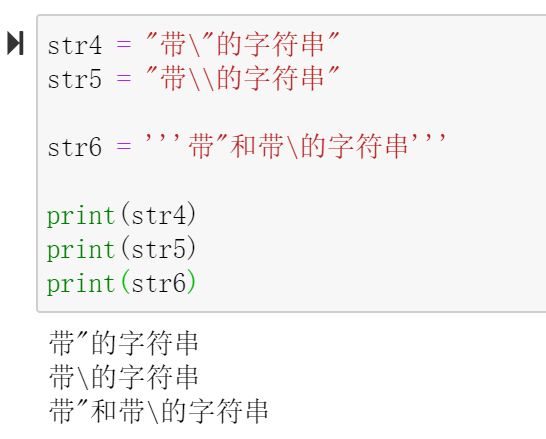 str4 = "带\"的字符串"
str5 = "带\\的字符串"
str6 = '''带"和带\的字符串'''
print(str4)
print(str5)
print(str6)
带"的字符串
带\的字符串
带"和带\的字符串